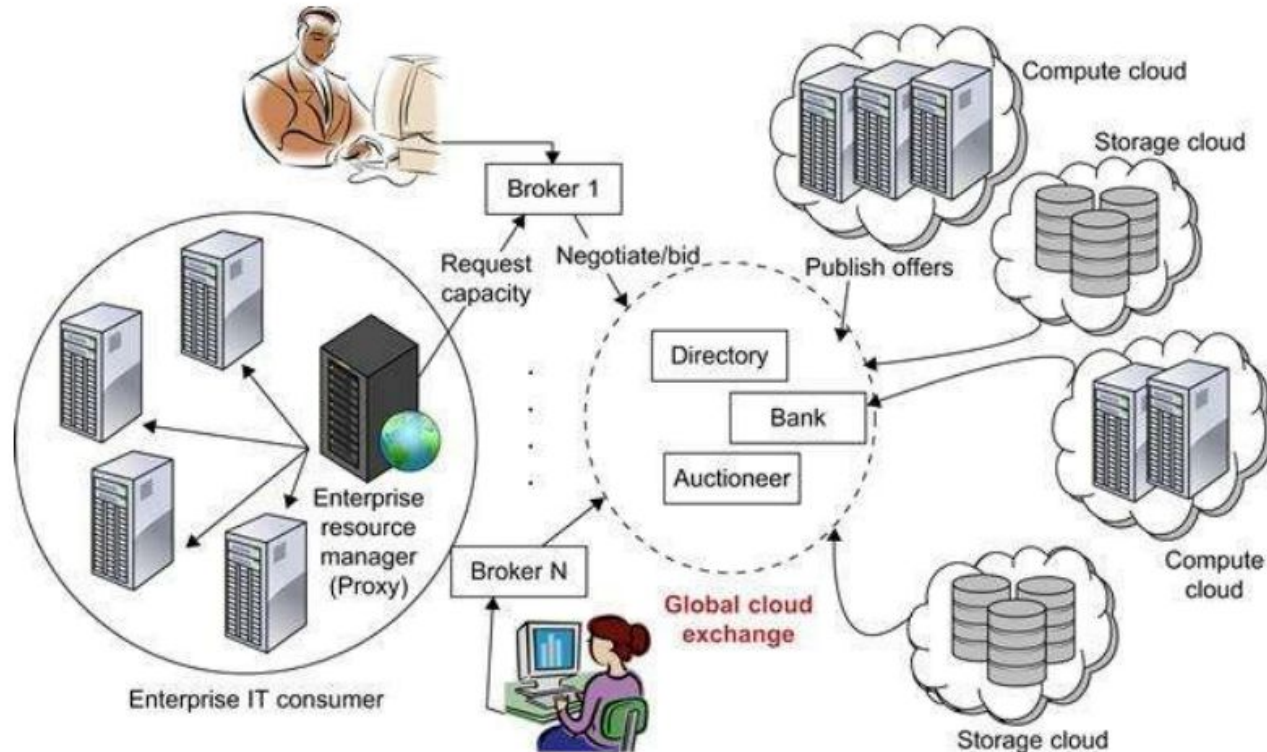 Compute cloud
Storage cloud
Broker 1
Request
capacity
Negotiate/bid
Publish offers
Directory
Bank
Auctioneer
Enterprise
resource
manager
(Proxy)
Broker N
Global cloud
exchange
Compute
cloud
Enterprise IT consumer
Storage cloud